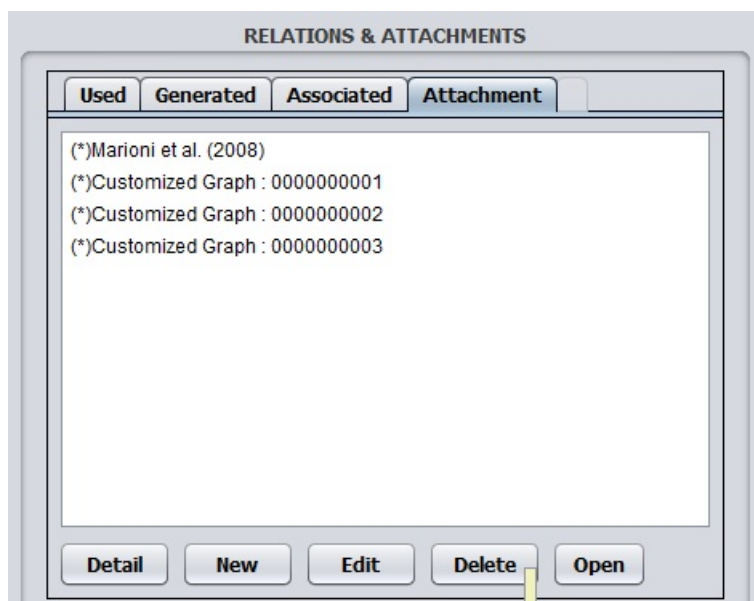 RELATIONS & ATTACHMENTS
Used Generated Associated Attachment
(*)Marioni et al. (2008)
(*)Customized Graph : 0000000001
(*)Customized Graph : 0000000002
(*)Customized Graph : 0000000003
Detail New Edit Delete Open